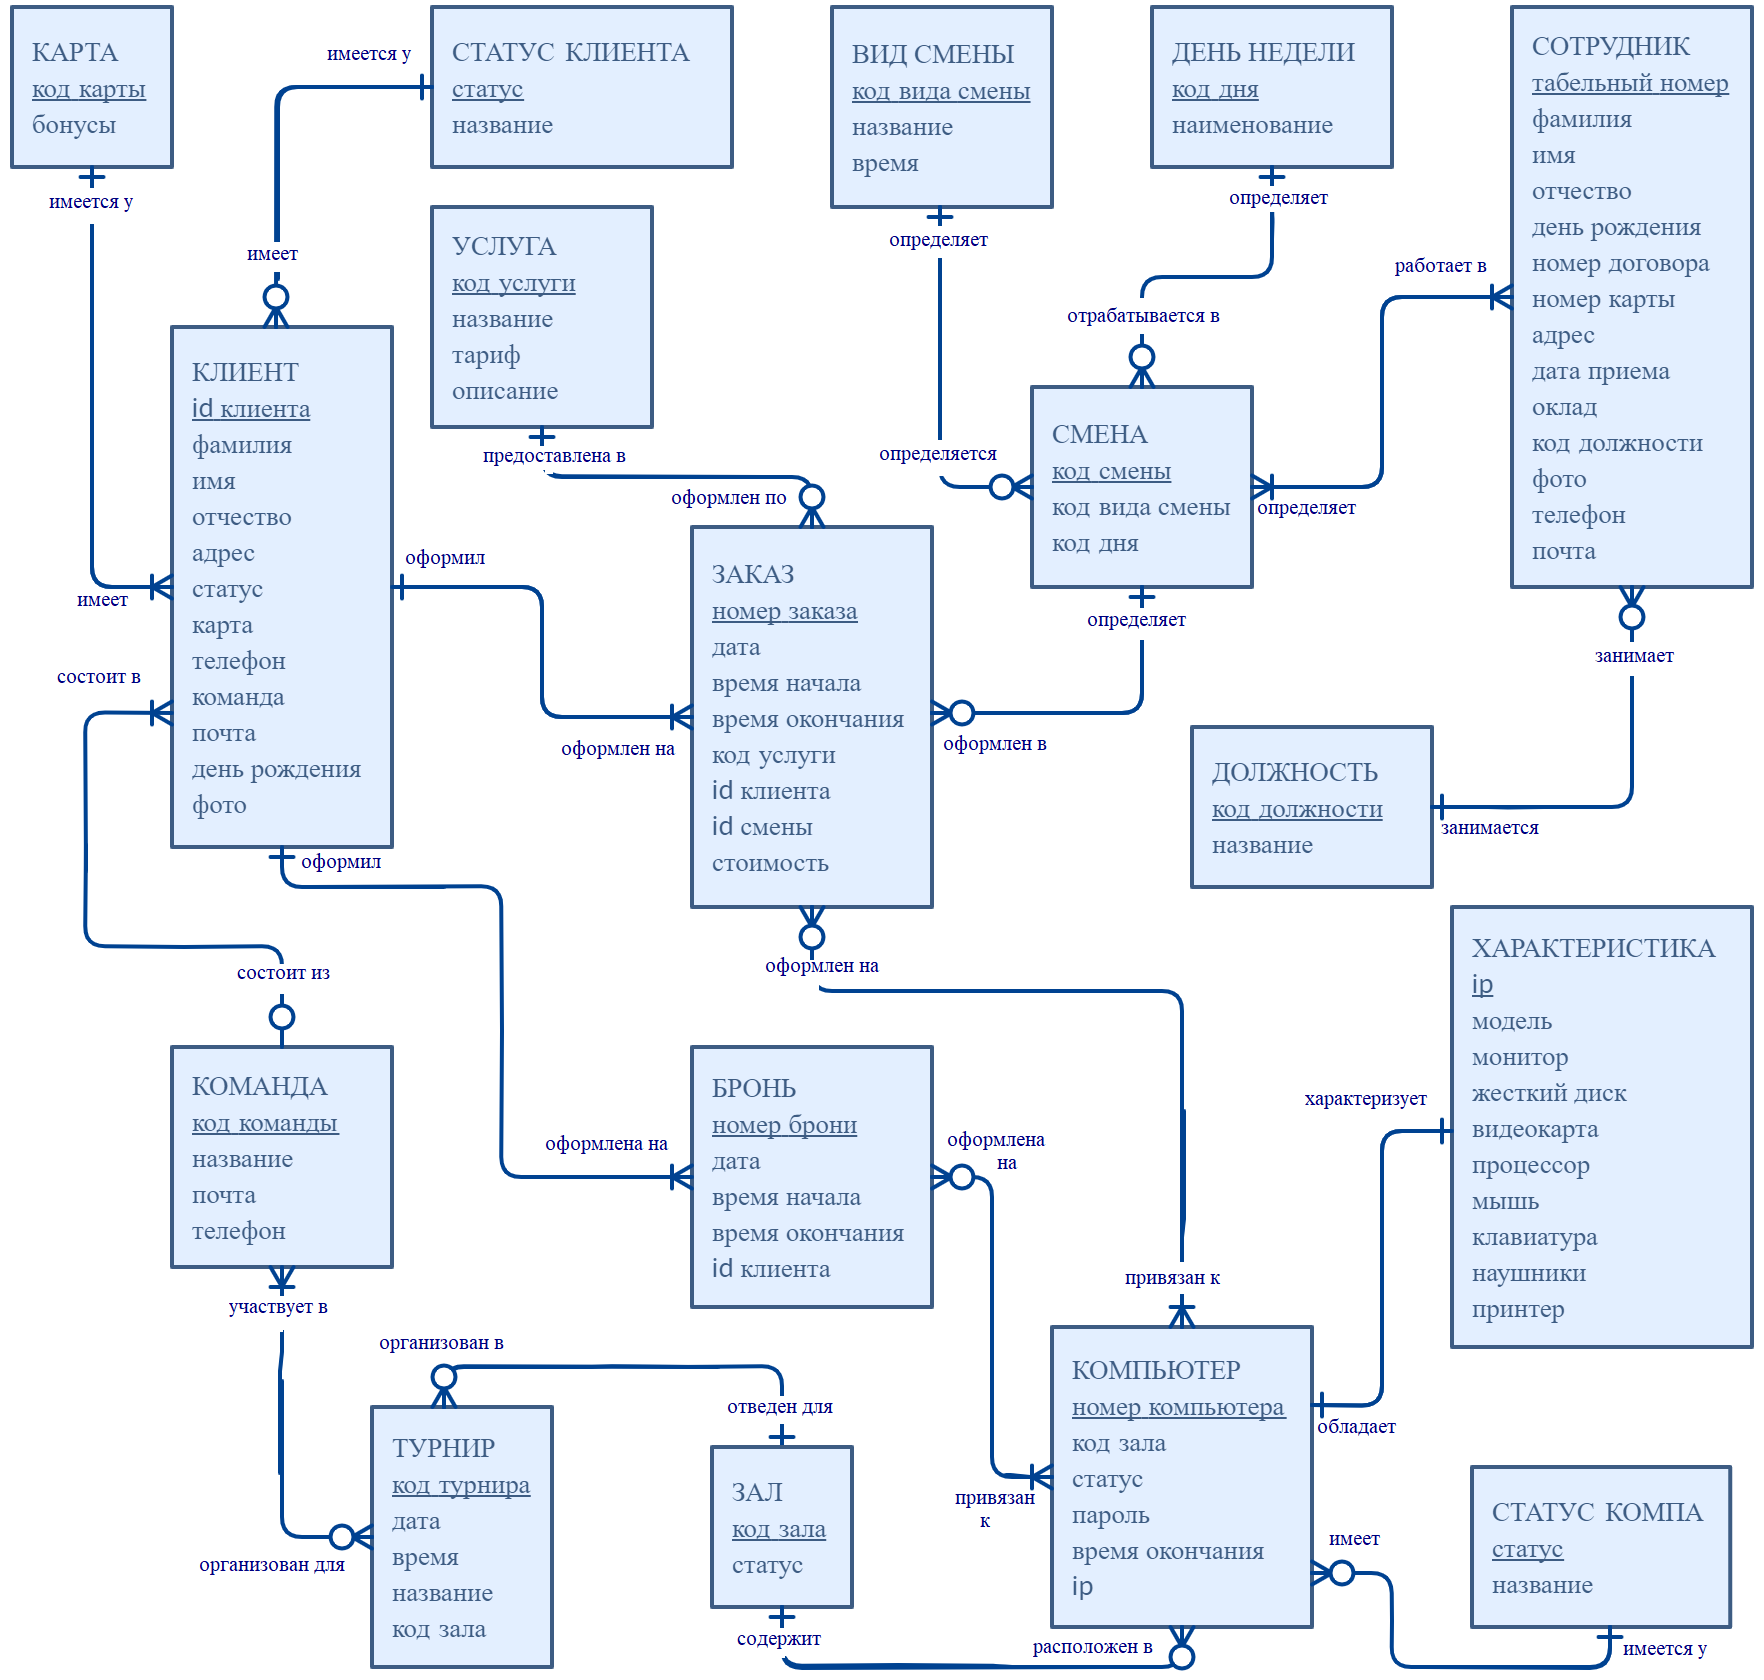 КАРТА
код карты
бонусы
имеется у
имеется у
СТАТУС КЛИЕНТА
статус
название
имеет
ВИД СМЕНЫ
код вида смены
название
время
определяет
ДЕНЬ НЕДЕЛИ
код дня
наименование
определяет
отрабатывается в
СОТРУДНИК
табельный номер
фамилия
имя
отчество
день рождения
номер договора
номер карты
адрес
дата приема
оклад
код должности
фото
телефон
почта
работает в
УСЛУГА
код услуги
название
тариф
описание
предоставлена в
оформлен по
КЛИЕНТ
id клиента
фамилия
имя
отчество
адрес
статус
карта
телефон
команда
почта
день рождения
фото
имеет
состоит в
оформил
оформлен на
ЗАКАЗ
номер заказа
дата
время начала
время окончания
код услуги
id клиента
id смены
стоимость
определяется
СМЕНА
код смены
код вида смены
код дня
определяет
определяет
оформлен в
занимает
ДОЛЖНОСТЬ
код должности
название
занимается
оформил
состоит из
оформлен на
КОМАНДА
код команды
название
почта
телефон
участвует в
оформлена на
БРОНЬ
номер брони
дата
время начала
время окончания
id клиента
оформлена
на
ХАРАКТЕРИСТИКА
ip
модель
монитор
жесткий диск
видеокарта
процессор
мышь
клавиатура
наушники
принтер
характеризует
привязан к
организован в
отведен для
организован для
ТУРНИР
код турнира
дата
время
название
код зала
ЗАЛ
код зала
статус
содержит
привязан
к
КОМПЬЮТЕР
номер компьютера
код зала
статус
пароль
время окончания
ip
обладает
расположен в
имеет
СТАТУС КОМПА
статус
название
имеется у